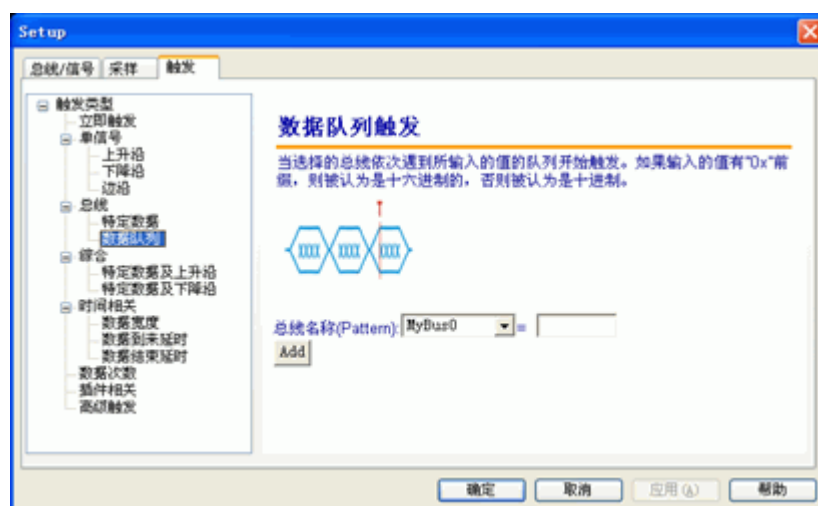 Setup
总线/信号 采样 触发
触发类型
立即触发
单信号
上升沿
下降沿
边沿
总线
特定数据
数据队列
综合
特定数据及上升沿
特定数据及下降沿
时间相关
数据宽度
数据到来延时
数据结束延时
数据次数
插件相关
高级触发
数据队列触发
当选择的总线依次遇到所输入的值的队列开始触发。如果输入的值有"0x"前
缀，则被认为是十六进制的，否则被认为是十进制。
T
XXXX XXXX XXXX
总线名称(Pattern): MyBus0 =
Add
确定 取消 应用(A) 帮助